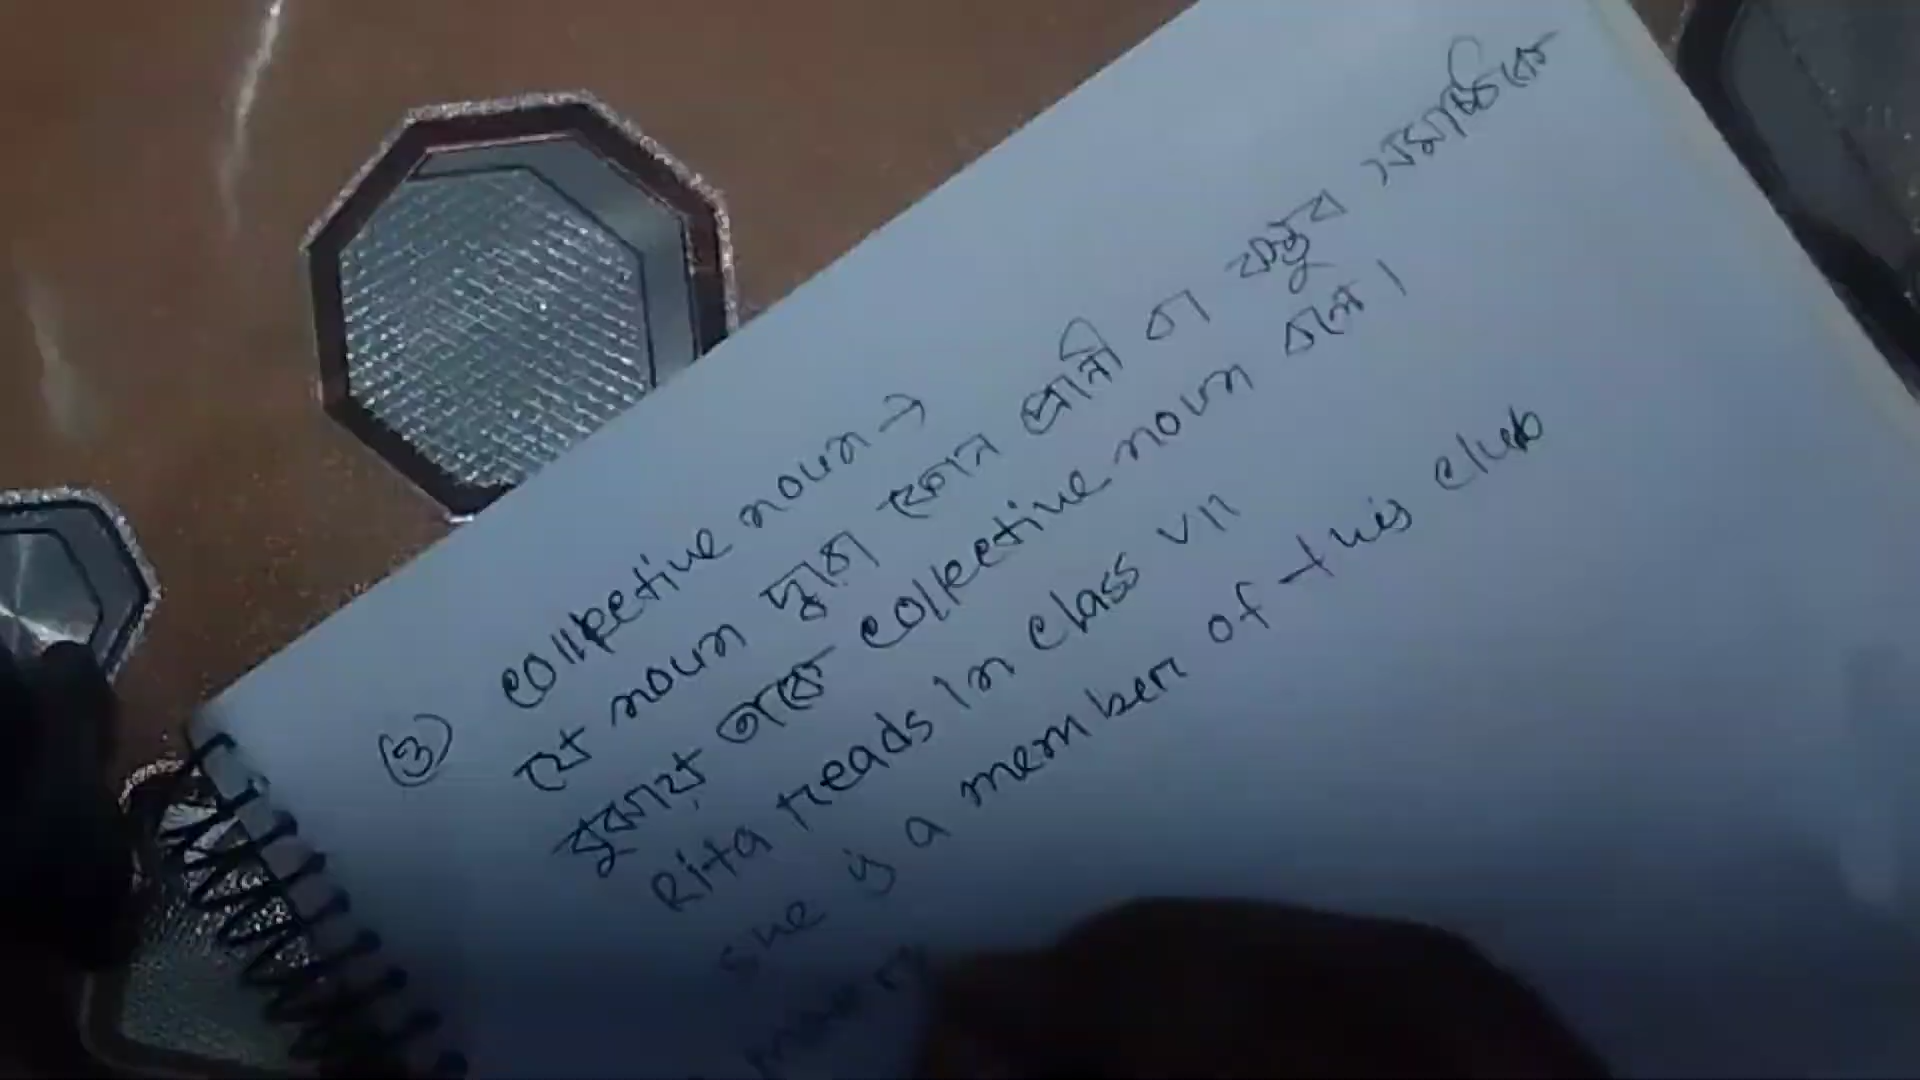 (3) Collective noun →
যে noun দ্বারা কোন প্রানী বা বস্তুর সমষ্টিকে
বুঝায় তাকে collective noun বলে।
Rita reads in class VII
she is a member of this club